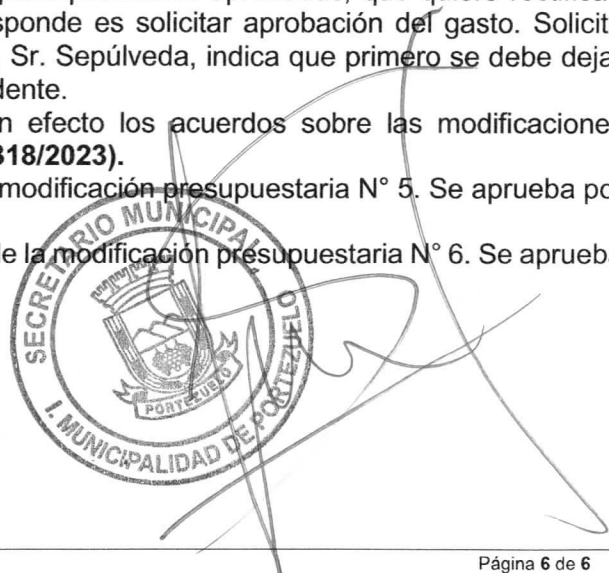 sponde es solicitar aprobación del gasto. Solicit
Sr. Sepúlveda, indica que primero se debe deja
dente.
n efecto los acuerdos sobre las modificacione
318/2023).
modificación presupuestaria N° 5. Se aprueba po
de la modificación presupuestaria N° 6. Se aprueba
SECRETARIO MUNICIPAL
PORTEZUELO
I. MUNICIPALIDAD DE PORTEZUELO
Página 6 de 6